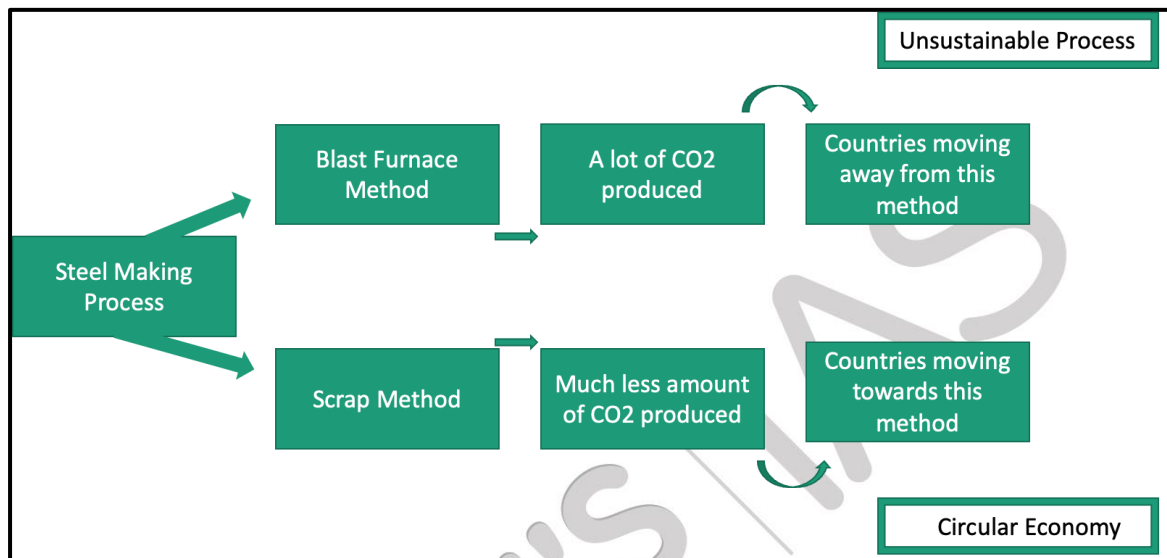 Unsustainable Process
Blast Furnace
Method
A lot of CO2
produced
Countries moving
away from this
method
Steel Making
Process
Scrap Method
Much less amount
of CO2 produced
Countries moving
towards this
method
Circular Economy
'S IAS